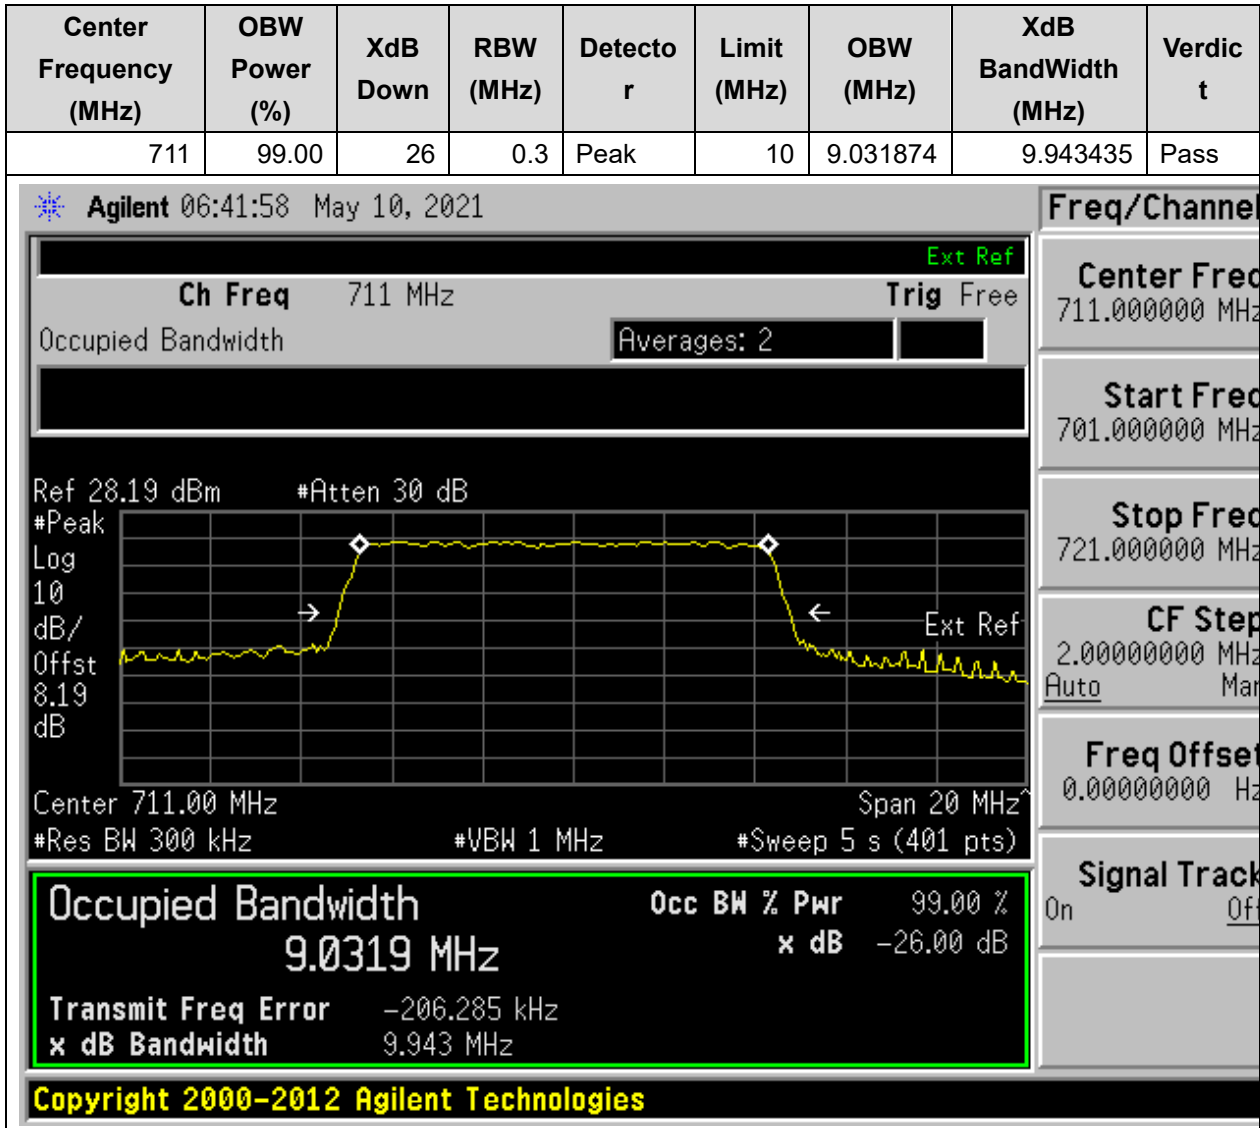 Center Frequency (MHz) OBW Power (%) XdB Down RBW (MHz) Detecto r Limit (MHz) OBW (MHz) XdB BandWidth (MHz) Verdic t
711 99.00 26 0.3 Peak 10 9.031874 9.943435 Pass
Agilent 06:41:58 May 10, 2021
Freq/Channel
Ext Ref
Ch Freq 711 MHz Trig Free
Occupied Bandwidth Averages: 2
Center Freq
711.000000 MHz
Start Freq
701.000000 MHz
Stop Freq
721.000000 MHz
CF Step
2.00000000 MHz
Auto Man
Freq Offset
0.00000000 Hz
Signal Track
On Off
Ref 28.19 dBm #Atten 30 dB
#Peak
Log
10
dB/
Offst
8.19
dB
Ext Ref
Center 711.00 MHz Span 20 MHz^
#Res BW 300 kHz #VBW 1 MHz #Sweep 5 s (401 pts)
Occupied Bandwidth
9.0319 MHz
Occ BW % Pwr 99.00 %
x dB -26.00 dB
Transmit Freq Error -206.285 kHz
x dB Bandwidth 9.943 MHz
Copyright 2000-2012 Agilent Technologies